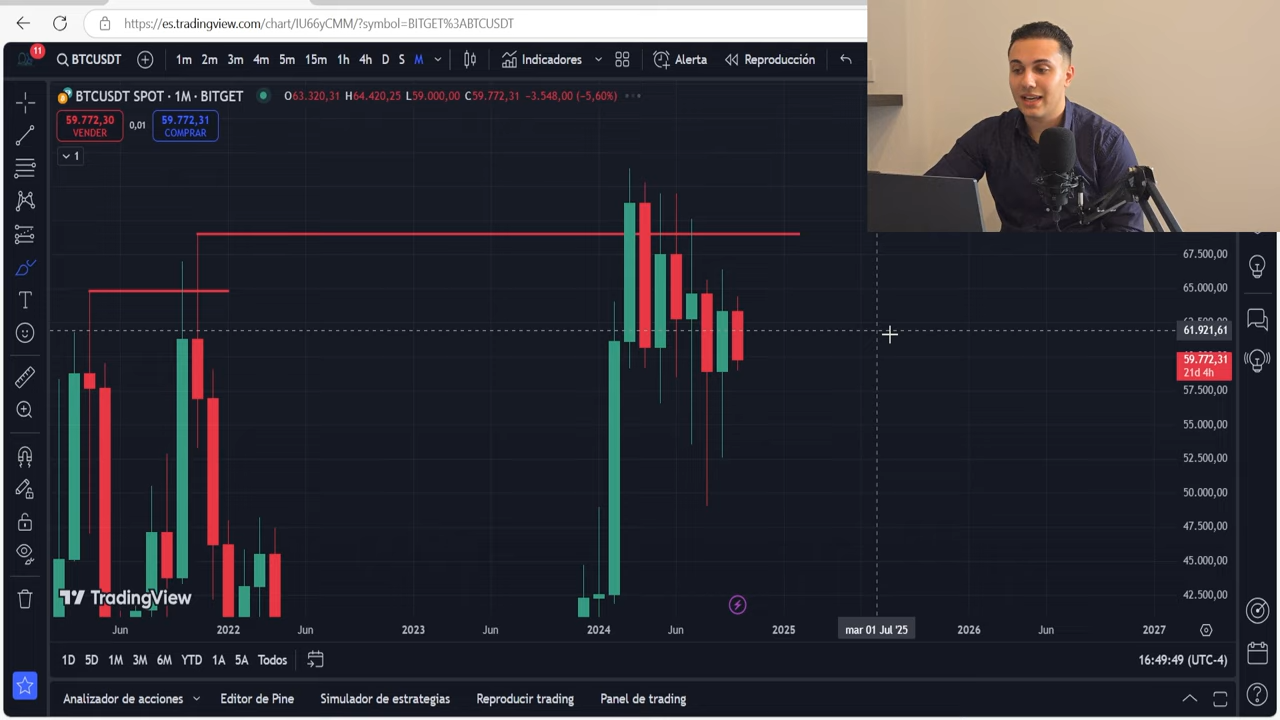 https://es.tradingview.com/chart/IU66yCMM/?symbol=BITGET%3ABTCUSDT
11
BTCUSDT 1m 2m 3m 4m 5m 15m 1h 4h D S M Indicadores Alerta Reproducción
BTCUSDT SPOT · 1M · BITGET O63.320,31 H64.420,25 L59.000,00 C59.772,31 −3.548,00 (−5,60%)
59.772,30 0,01 59.772,31
VENDER COMPRAR
1
67.500,00
65.000,00
61.921,61
59.772,31
21d 4h
57.500,00
55.000,00
52.500,00
50.000,00
47.500,00
45.000,00
42.500,00
TradingView
Jun 2022 Jun 2023 Jun 2024 Jun 2025 mar 01 Jul '25 2026 Jun 2027
1D 5D 1M 3M 6M YTD 1A 5A Todos 16:49:49 (UTC-4)
Analizador de acciones Editor de Pine Simulador de estrategias Reproducir trading Panel de trading